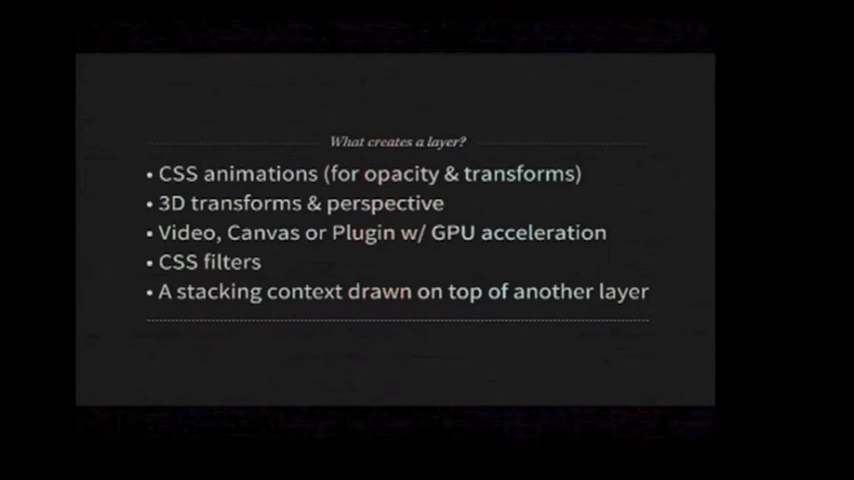 What creates a layer?
• CSS animations (for opacity & transforms)
• 3D transforms & perspective
• Video, Canvas or Plugin w/ GPU acceleration
• CSS filters
• A stacking context drawn on top of another layer